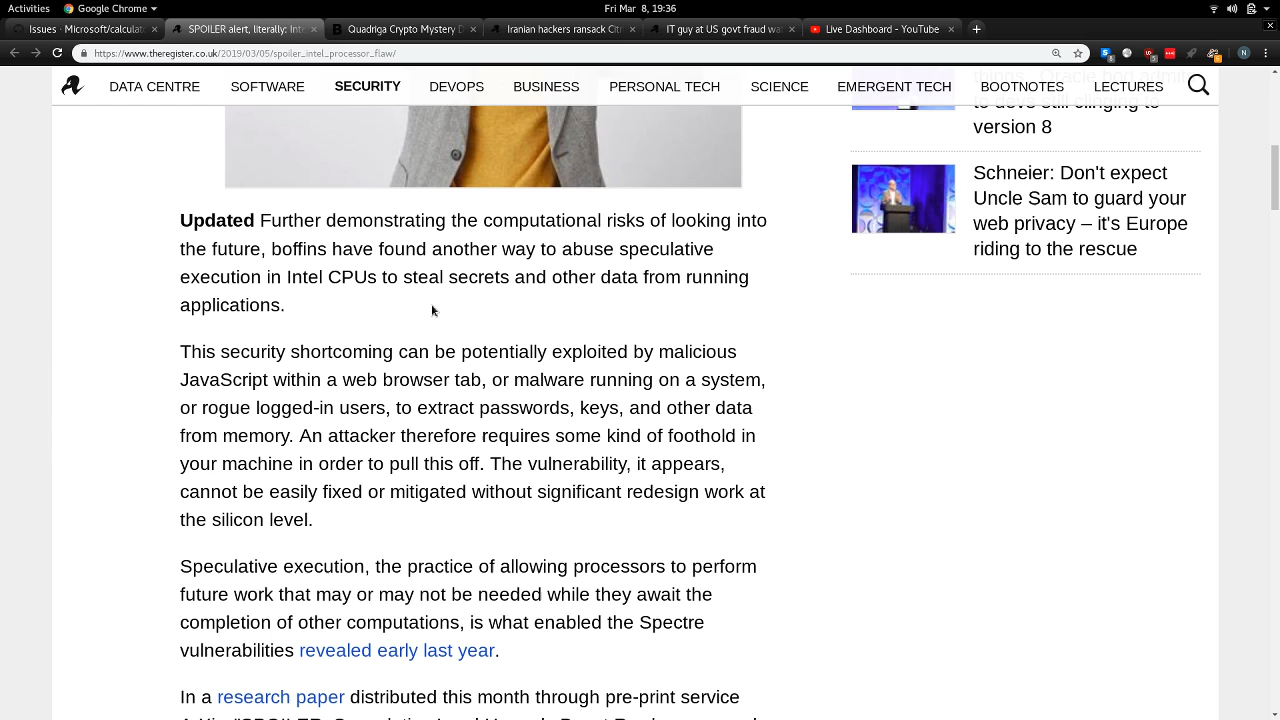 Activities
Google Chrome
Fri Mar 8, 19:36
Issues · Microsoft/calculat
SPOILER alert, literally: Inte
Quadriga Crypto Mystery D
Iranian hackers ransack Citr
IT guy at US govt fraud wat
Live Dashboard - YouTube
https://www.theregister.co.uk/2019/03/05/spoiler_intel_processor_flaw/
DATA CENTRE SOFTWARE SECURITY DEVOPS BUSINESS PERSONAL TECH SCIENCE EMERGENT TECH BOOTNOTES LECTURES
to devs still clinging to
version 8
Schneier: Don't expect
Uncle Sam to guard your
web privacy – it's Europe
riding to the rescue
Updated Further demonstrating the computational risks of looking into
the future, boffins have found another way to abuse speculative
execution in Intel CPUs to steal secrets and other data from running
applications.
This security shortcoming can be potentially exploited by malicious
JavaScript within a web browser tab, or malware running on a system,
or rogue logged-in users, to extract passwords, keys, and other data
from memory. An attacker therefore requires some kind of foothold in
your machine in order to pull this off. The vulnerability, it appears,
cannot be easily fixed or mitigated without significant redesign work at
the silicon level.
Speculative execution, the practice of allowing processors to perform
future work that may or may not be needed while they await the
completion of other computations, is what enabled the Spectre
vulnerabilities revealed early last year.
In a research paper distributed this month through pre-print service